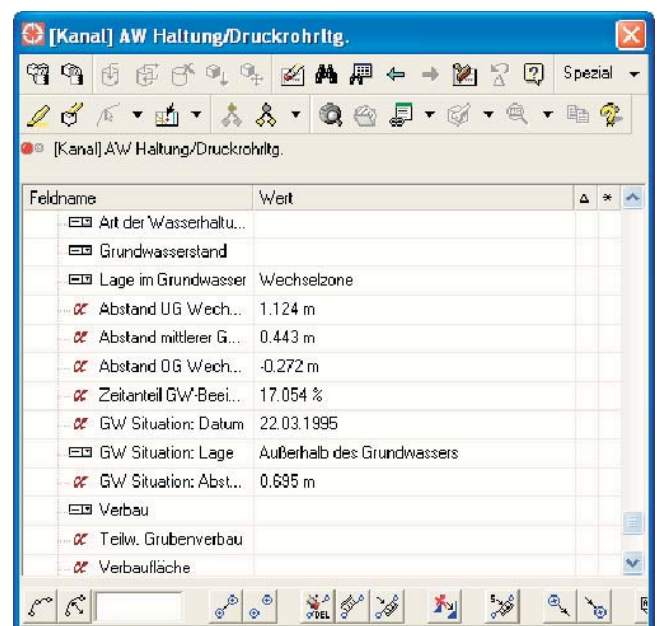 [Kanal] AW Haltung/Druckrohrltg.
Spezial
[Kanal] AW Haltung/Druckrohrltg.
Feldname Wert
Art der Wasserhaltu...
Grundwasserstand
Lage im Grundwasser Wechselzone
Abstand UG Wech... 1.124 m
Abstand mittlerer G... 0.443 m
Abstand OG Wech... -0.272 m
Zeitanteil GW-Beei... 17.054 %
GW Situation: Datum 22.03.1995
GW Situation: Lage Außerhalb des Grundwassers
GW Situation: Abst... 0.695 m
Verbau
Teilw. Grubenverbau
Verbaufläche
DEL